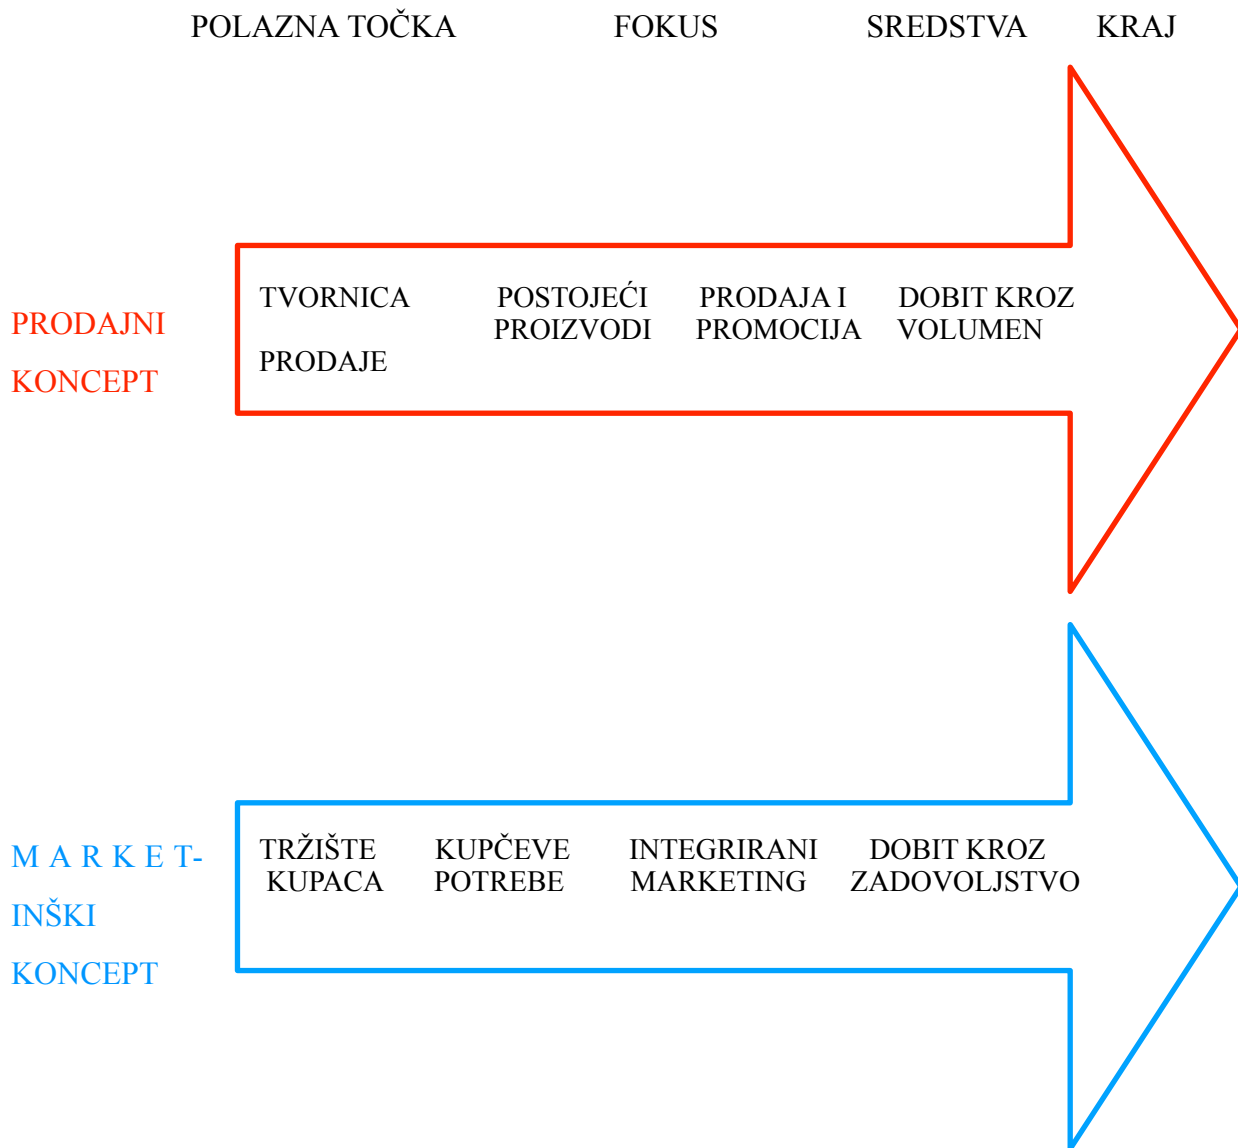 POLAZNA TOČKA FOKUS SREDSTVA KRAJ
PRODAJNI
KONCEPT
TVORNICA POSTOJEĆI PRODAJA I DOBIT KROZ
PROIZVODI PROMOCIJA VOLUMEN
PRODAJE
M A R K E T-
INŠKI
KONCEPT
TRŽIŠTE KUPČEVE INTEGRIRANI DOBIT KROZ
KUPACA POTREBE MARKETING ZADOVOLJSTVO